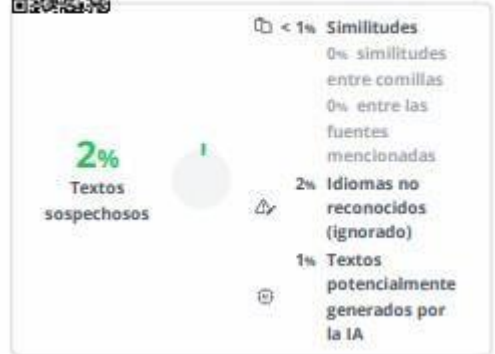 2%
Textos
sospechosos
< 1% Similitudes
0% similitudes
entre comillas
0% entre las
fuentes
mencionadas
2% Idiomas no
reconocidos
(ignorado)
1% Textos
potencialmente
generados por
la IA